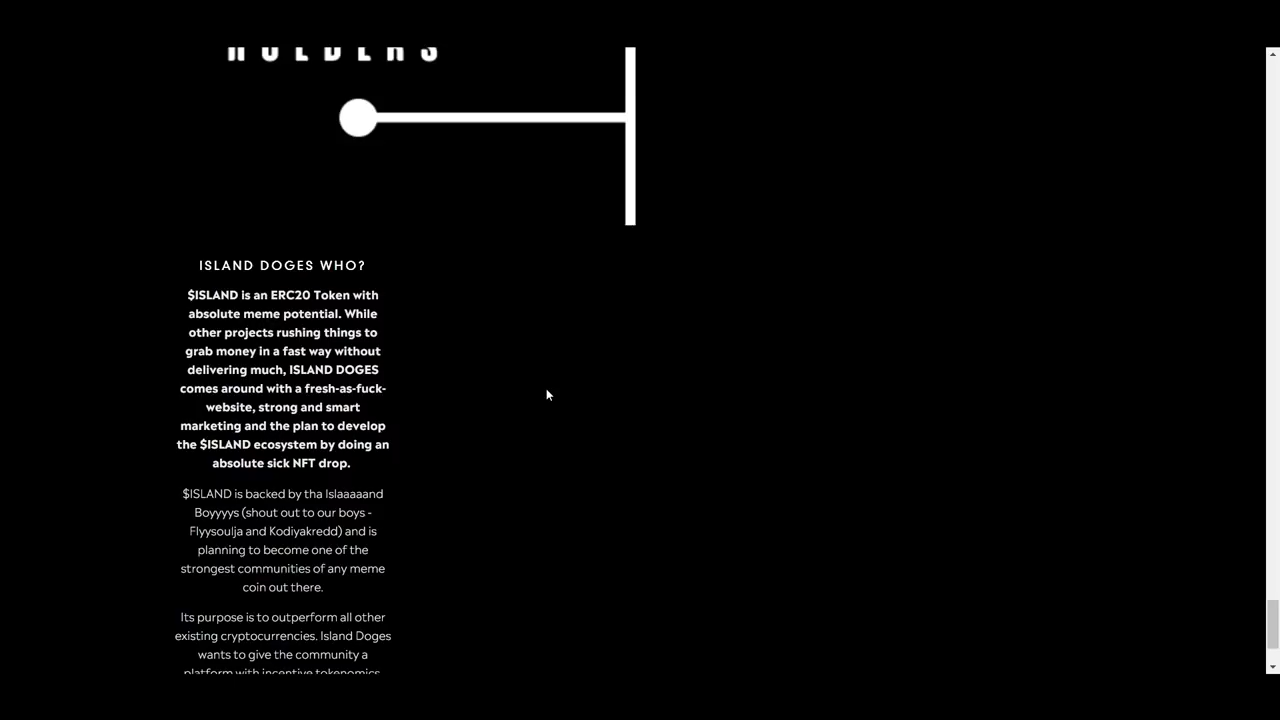 HOLDERS
ISLAND DOGES WHO?
$ISLAND is an ERC20 Token with
absolute meme potential. While
other projects rushing things to
grab money in a fast way without
delivering much, ISLAND DOGES
comes around with a fresh-as-fuck-
website, strong and smart
marketing and the plan to develop
the $ISLAND ecosystem by doing an
absolute sick NFT drop.
$ISLAND is backed by tha Islaaaaand
Boyyyys (shout out to our boys -
Flyysoulja and Kodiyakredd) and is
planning to become one of the
strongest communities of any meme
coin out there.
Its purpose is to outperform all other
existing cryptocurrencies. Island Doges
wants to give the community a
platform with incentive tokenomics